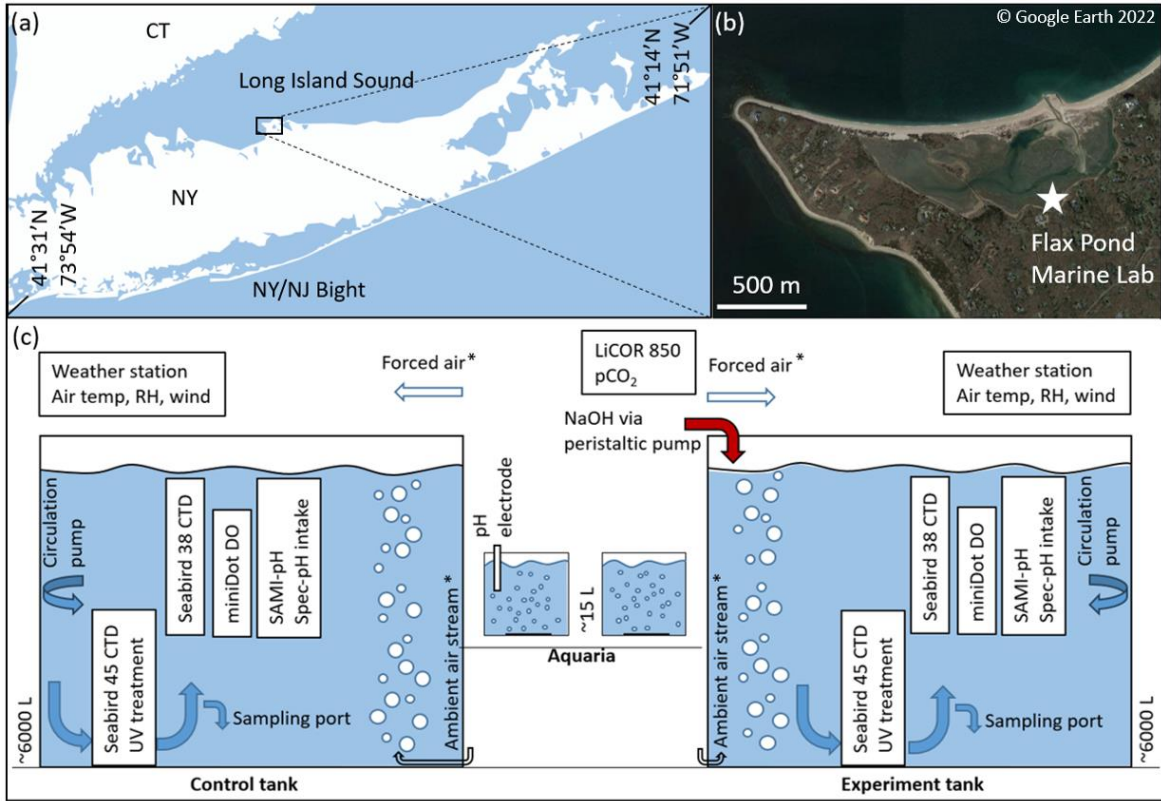 (a)
CT
Long Island Sound
41°14’N
71°51’W
NY
41°31’N
73°54’W
NY/NJ Bight
(b)
© Google Earth 2022
Flax Pond
Marine Lab
500 m
(c)
Weather station
Air temp, RH, wind
Forced air*
LiCOR 850
pCO₂
Forced air*
Weather station
Air temp, RH, wind
NaOH via
peristaltic pump
Circulation
pump
Seabird 38 CTD
miniDot DO
SAMI-pH
Spec-pH intake
Seabird 45 CTD
UV treatment
Sampling port
Ambient air stream*
~6000 L
Control tank
pH
electrode
~15 L
Aquaria
Ambient air stream*
Seabird 45 CTD
UV treatment
Seabird 38 CTD
miniDot DO
SAMI-pH
Spec-pH intake
Circulation
pump
Sampling port
~6000 L
Experiment tank